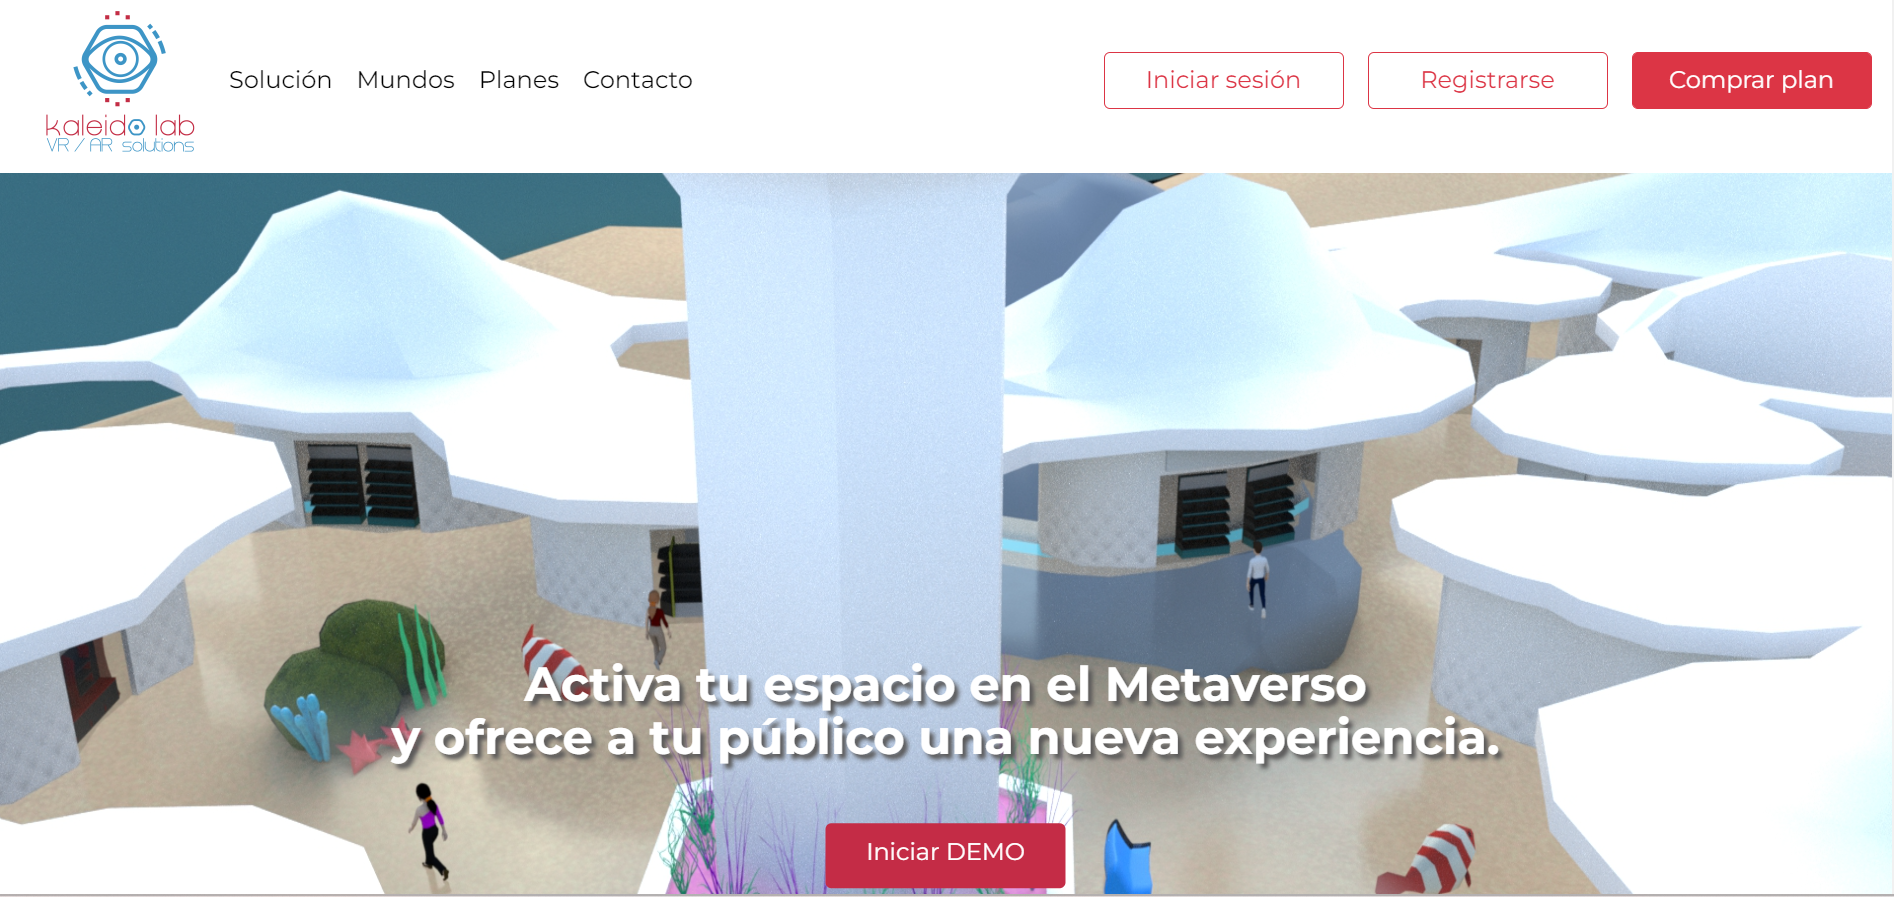 kaleido lab
VR / AR solutions
Solución Mundos Planes Contacto
Iniciar sesión
Registrarse
Comprar plan
Activa tu espacio en el Metaverso
y ofrece a tu público una nueva experiencia.
Iniciar DEMO